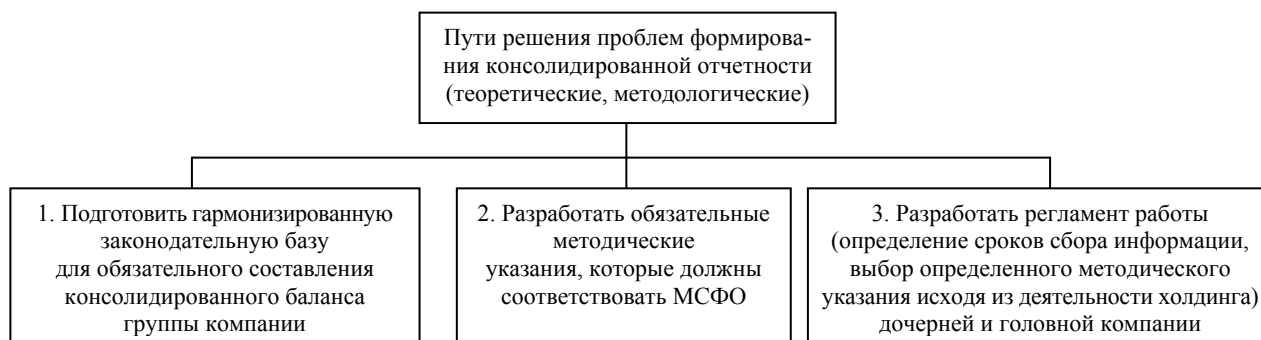 Пути решения проблем формирова-
ния консолидированной отчетности
(теоретические, методологические)
1. Подготовить гармонизированную
законодательную базу
для обязательного составления
консолидированного баланса
группы компании
2. Разработать обязательные
методические
указания, которые должны
соответствовать МСФО
3. Разработать регламент работы
(определение сроков сбора информации,
выбор определенного методического
указания исходя из деятельности холдинга)
дочерней и головной компании